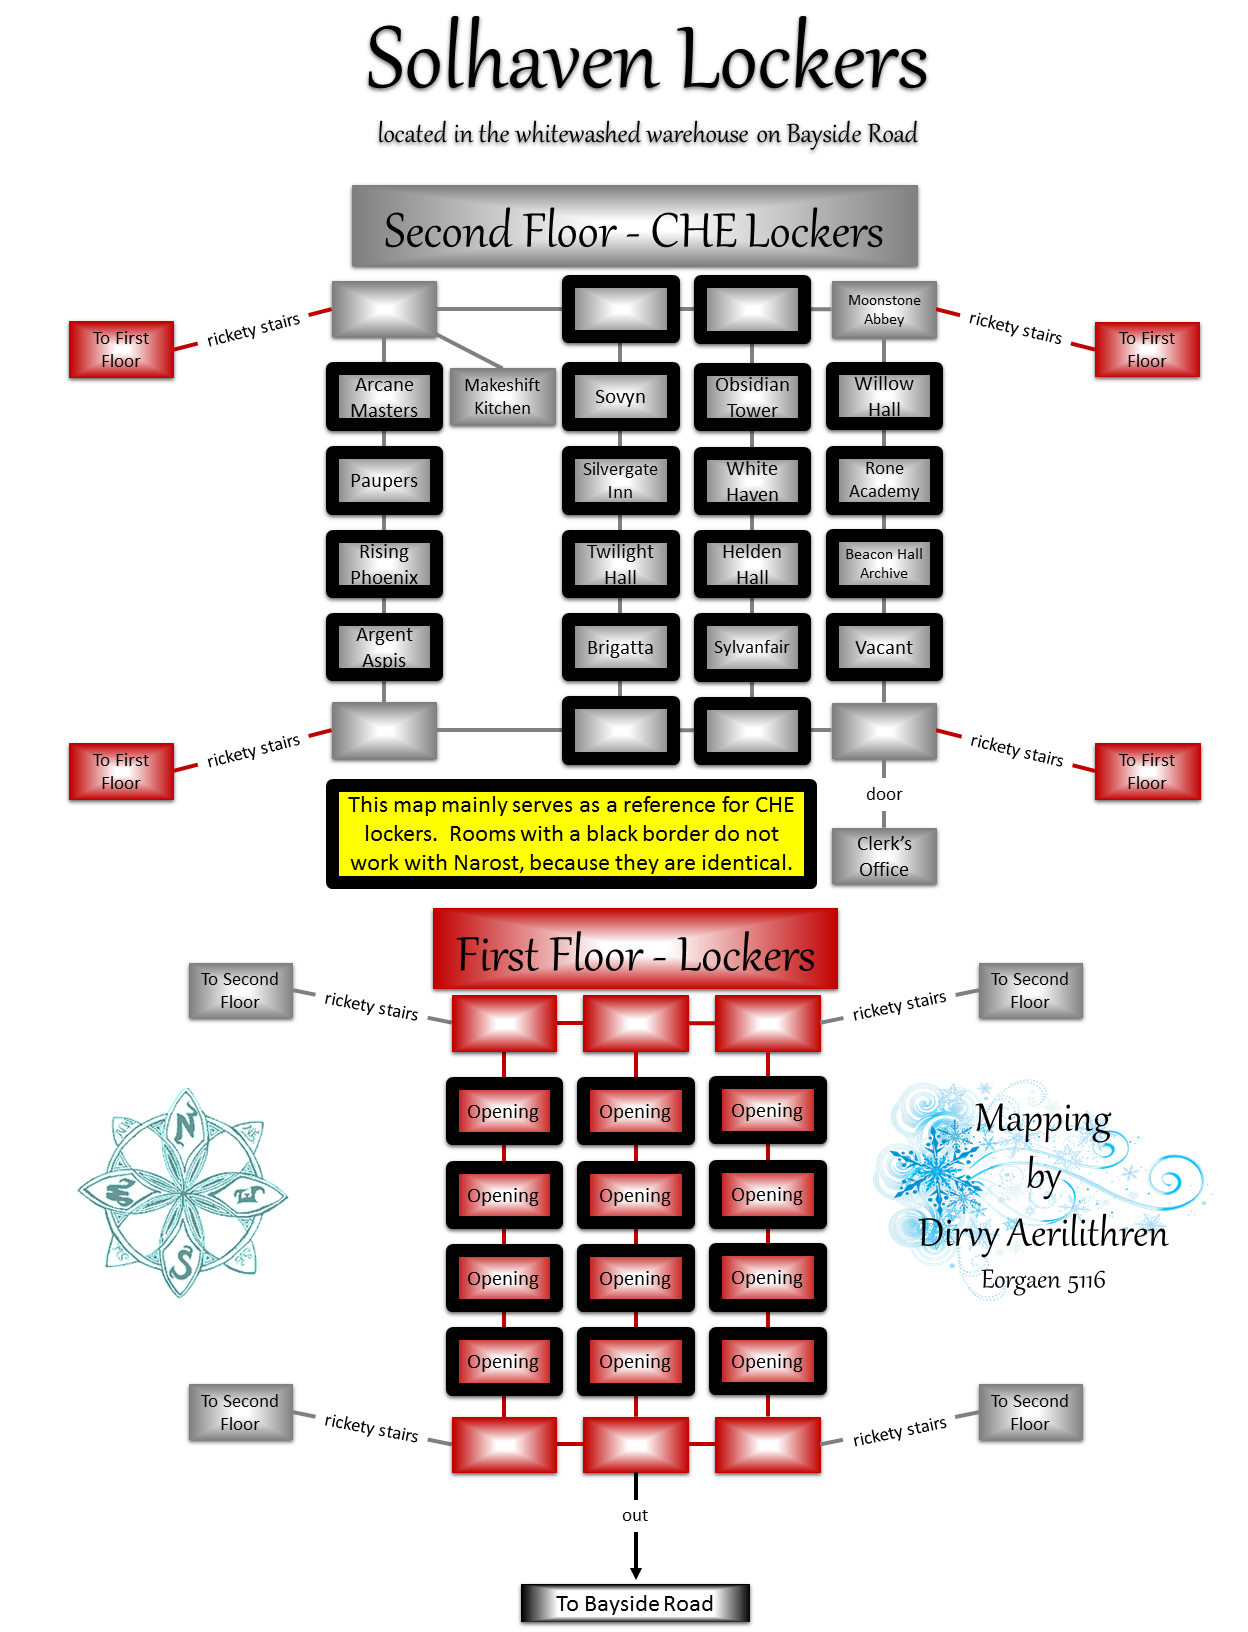 Solhaven Lockers
located in the whitewashed warehouse on Bayside Road
Second Floor - CHE Lockers
Moonstone
Abbey
To First
Floor
rickety stairs
rickety stairs
To First
Floor
Arcane
Masters
Makeshift
Kitchen
Sovyn
Obsidian
Tower
Willow
Hall
Paupers
Silvergate
Inn
White
Haven
Rone
Academy
Rising
Phoenix
Twilight
Hall
Helden
Hall
Beacon Hall
Archive
Argent
Aspis
Brigatta
Sylvanfair
Vacant
To First
Floor
rickety stairs
rickety stairs
To First
Floor
door
Clerk's
Office
This map mainly serves as a reference for CHE
lockers. Rooms with a black border do not
work with Narost, because they are identical.
First Floor - Lockers
To Second
Floor
rickety stairs
rickety stairs
To Second
Floor
Opening
Opening
Opening
Opening
Opening
Opening
Opening
Opening
Opening
Opening
Opening
Opening
N
W
E
S
Mapping
by
Dirvy Aerilithren
Eorgaen 5116
To Second
Floor
rickety stairs
rickety stairs
To Second
Floor
out
To Bayside Road